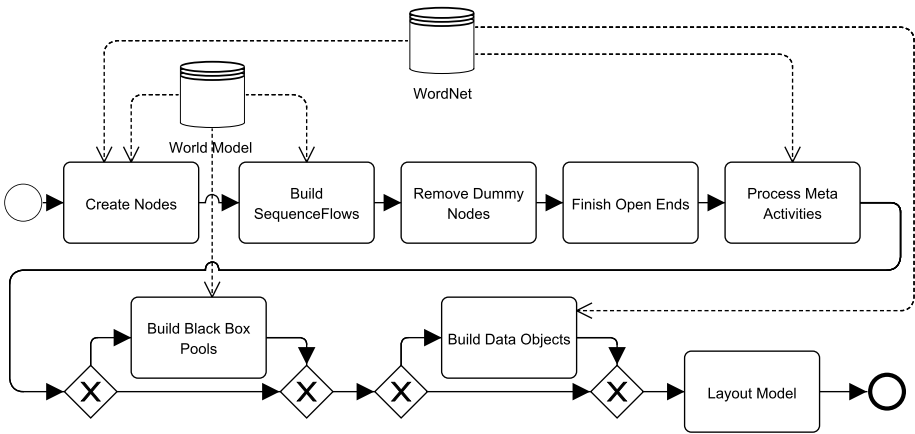 WordNet
World Model
Create Nodes
Build
SequenceFlows
Remove Dummy
Nodes
Finish Open Ends
Process Meta
Activities
Build Black Box
Pools
Build Data Objects
X
X
X
X
Layout Model